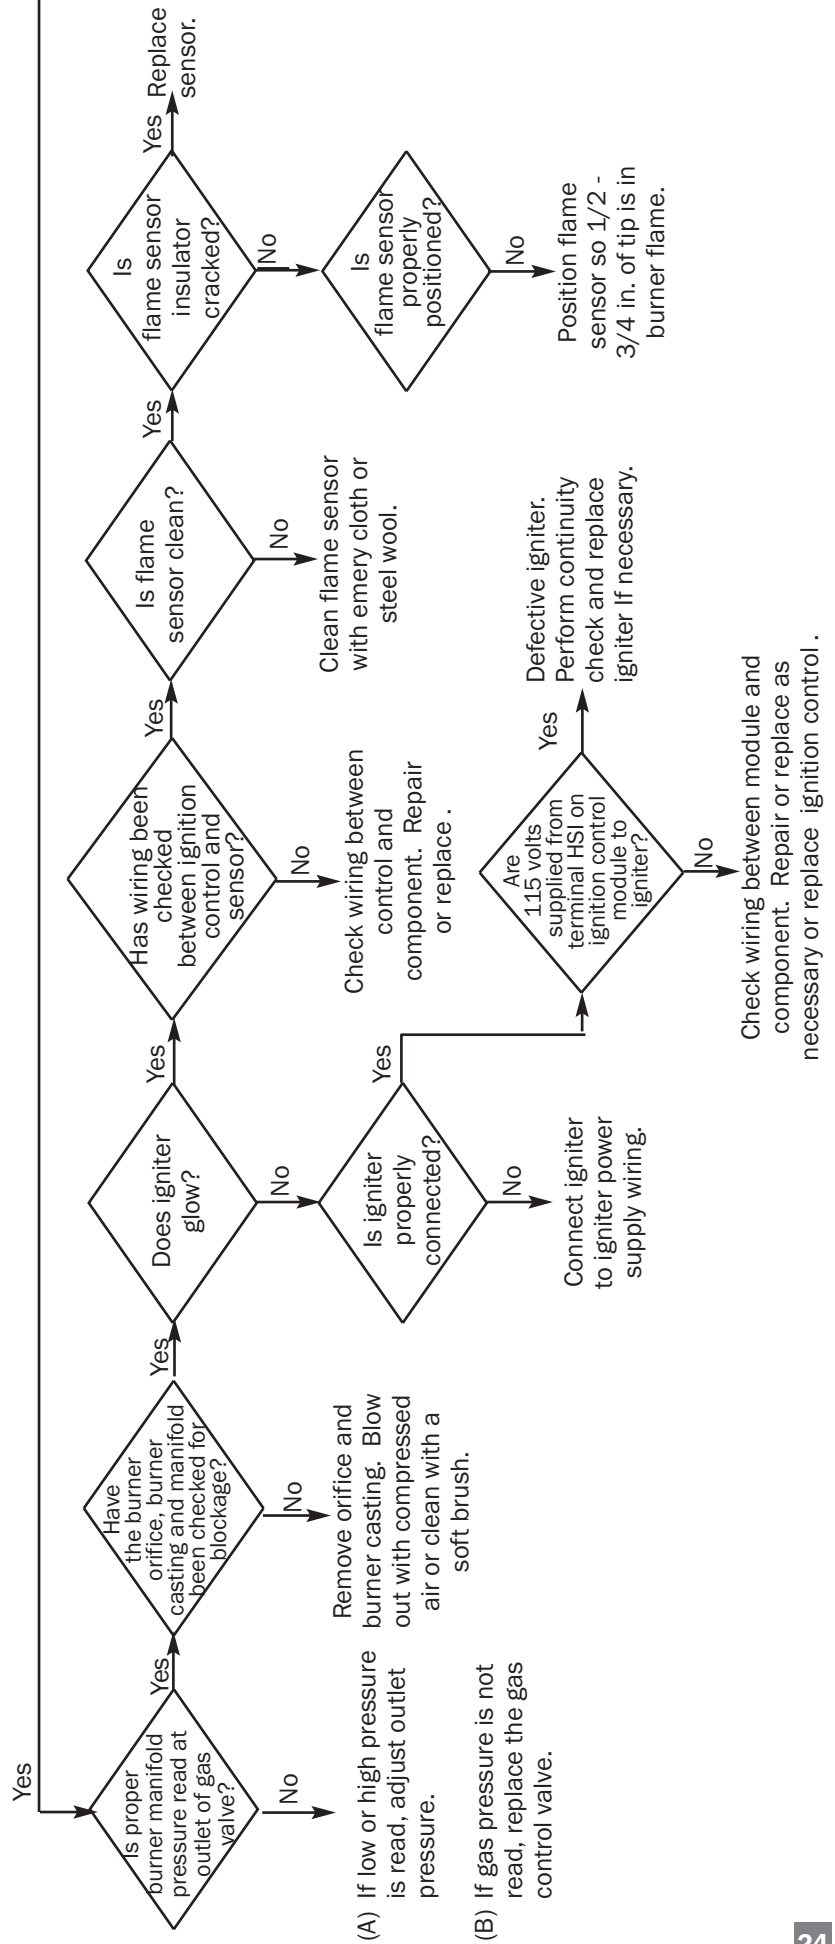 Yes
Is proper
burner manifold
pressure read at
outlet of gas
valve?
No
(A) If low or high pressure
is read, adjust outlet
pressure.
(B) If gas pressure is not
read, replace the gas
control valve.
Yes
Have
the burner
orifice, burner
casting and manifold
been checked for
blockage?
No
Remove orifice and
burner casting. Blow
out with compressed
air or clean with a
soft brush.
Yes
Does igniter
glow?
No
Is igniter
properly
connected?
No
Connect igniter
to igniter power
supply wiring.
Yes
Are
115 volts
supplied from
terminal HSI on
ignition control
module to
igniter?
No
Check wiring between module and
component. Repair or replace as
necessary or replace ignition control .
Yes
Defective igniter.
Perform continuity
check and replace
igniter If necessary.
Yes
Has wiring been
checked
between ignition
control and
sensor?
No
Check wiring between
control and
component. Repair
or replace .
Yes
Is flame
sensor clean?
No
Clean flame sensor
with emery cloth or
steel wool.
Yes
Is
flame sensor
insulator
cracked?
Yes
Replace
sensor.
No
Is
flame sensor
properly
positioned?
No
Position flame
sensor so 1/2 -
3/4 in. of tip is in
burner flame.
24